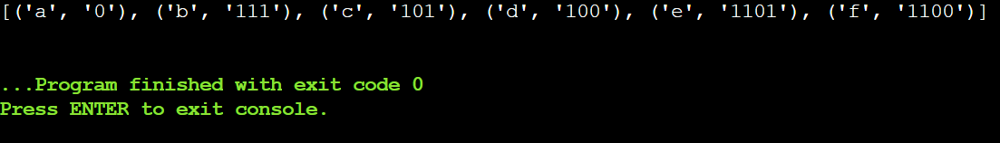 [('a', '0'), ('b', '111'), ('c', '101'), ('d', '100'), ('e', '1101'), ('f', '1100')]
...Program finished with exit code 0
Press ENTER to exit console.